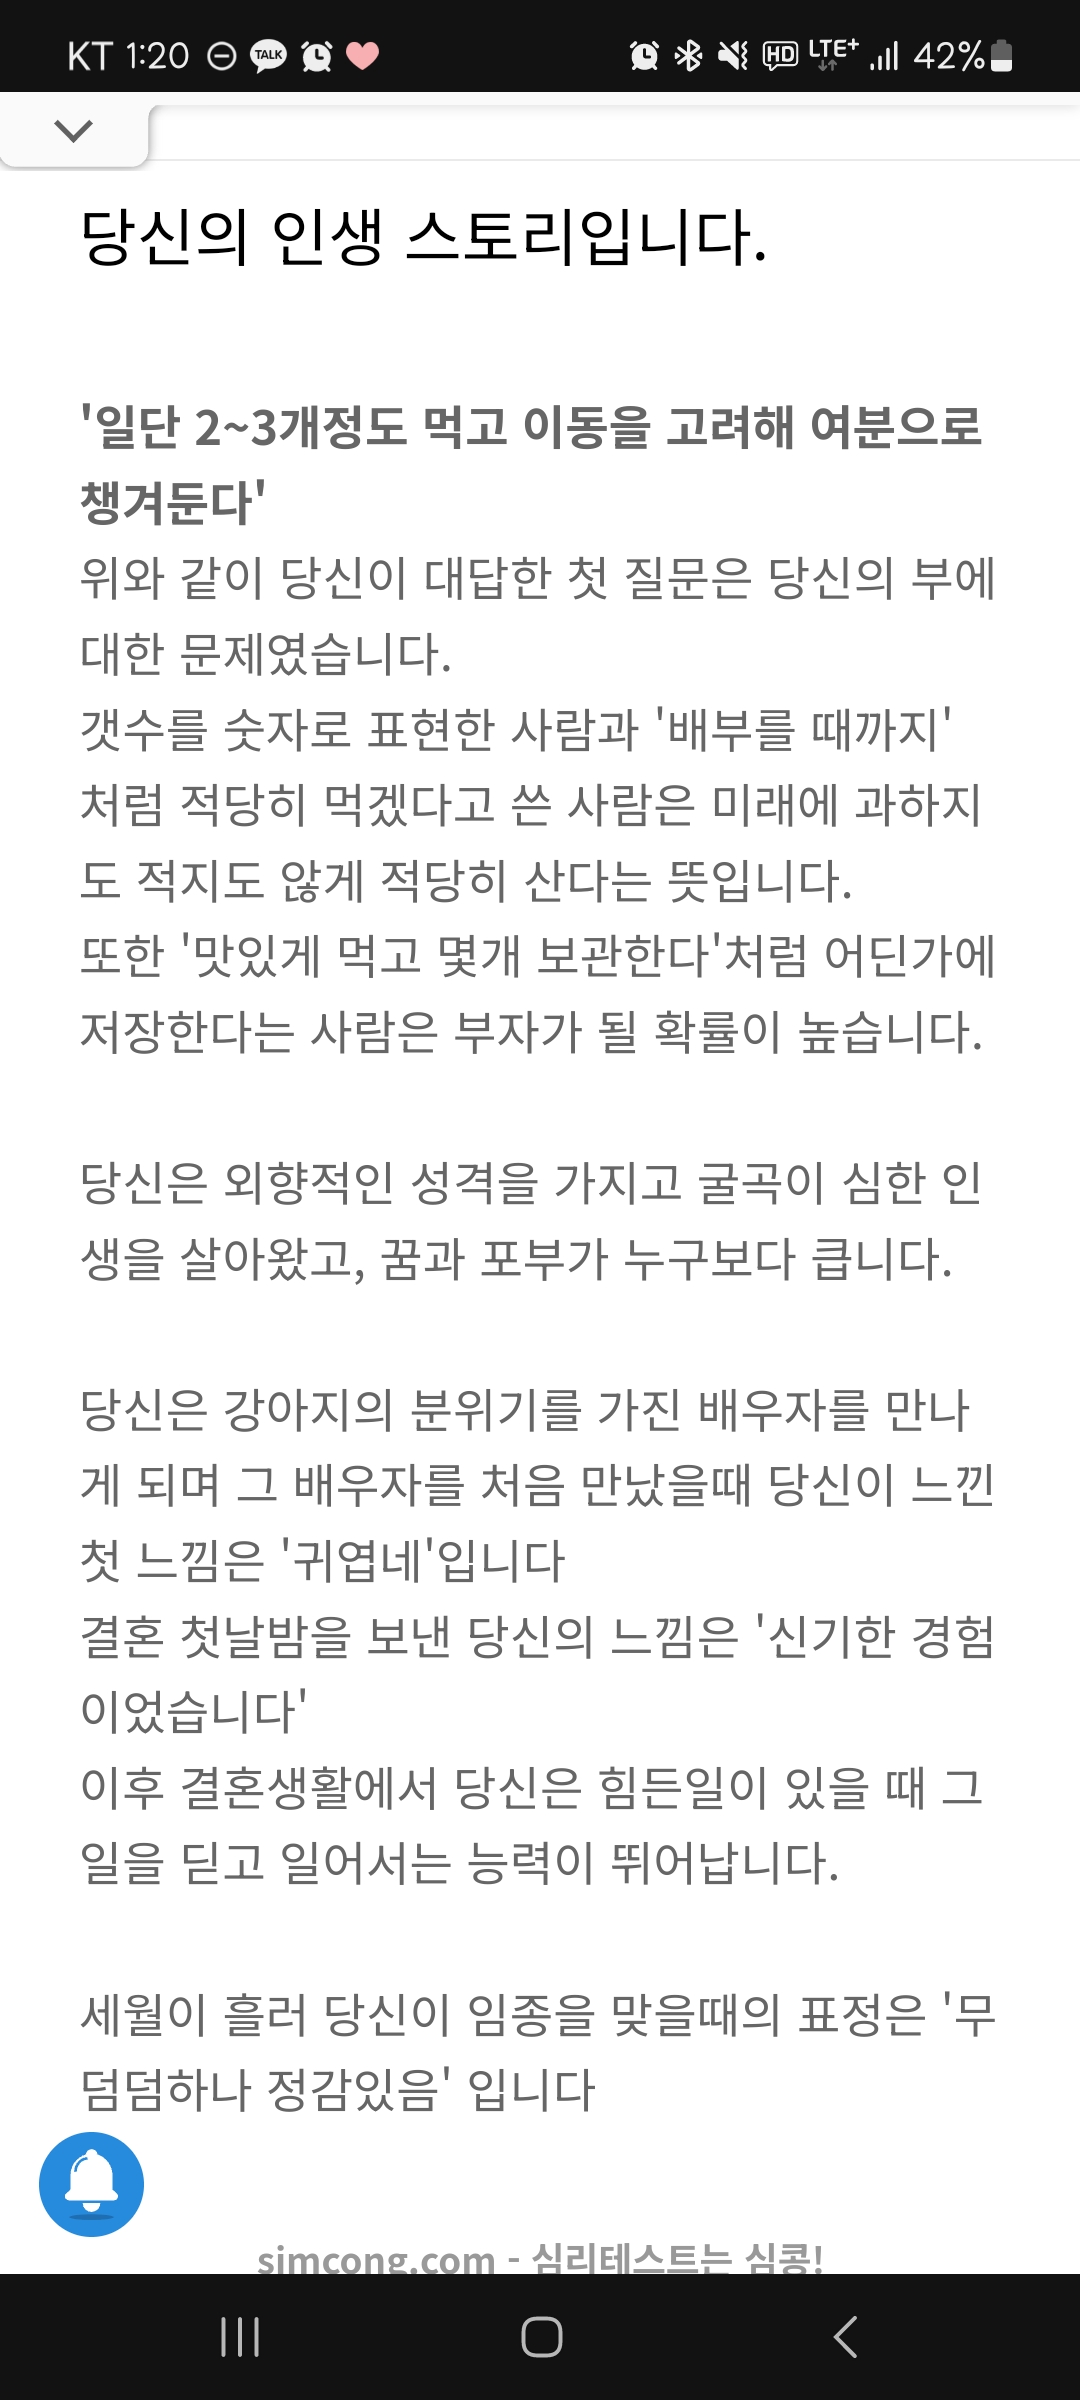 KT 1:20 TALK HD LTE+ 42%
당신의 인생 스토리입니다.
'일단 2~3개정도 먹고 이동을 고려해 여분으로
챙겨둔다'
위와 같이 당신이 대답한 첫 질문은 당신의 부에
대한 문제였습니다.
갯수를 숫자로 표현한 사람과 '배부를 때까지'
처럼 적당히 먹겠다고 쓴 사람은 미래에 과하지
도 적지도 않게 적당히 산다는 뜻입니다.
또한 '맛있게 먹고 몇개 보관한다'처럼 어딘가에
저장한다는 사람은 부자가 될 확률이 높습니다.
당신은 외향적인 성격을 가지고 굴곡이 심한 인
생을 살아왔고, 꿈과 포부가 누구보다 큽니다.
당신은 강아지의 분위기를 가진 배우자를 만나
게 되며 그 배우자를 처음 만났을때 당신이 느낀
첫 느낌은 '귀엽네'입니다
결혼 첫날밤을 보낸 당신의 느낌은 '신기한 경험
이었습니다'
이후 결혼생활에서 당신은 힘든일이 있을 때 그
일을 딛고 일어서는 능력이 뛰어납니다.
세월이 흘러 당신이 임종을 맞을때의 표정은 '무
덤덤하나 정감있음' 입니다
simcong.com - 심리테스트는 심콩!